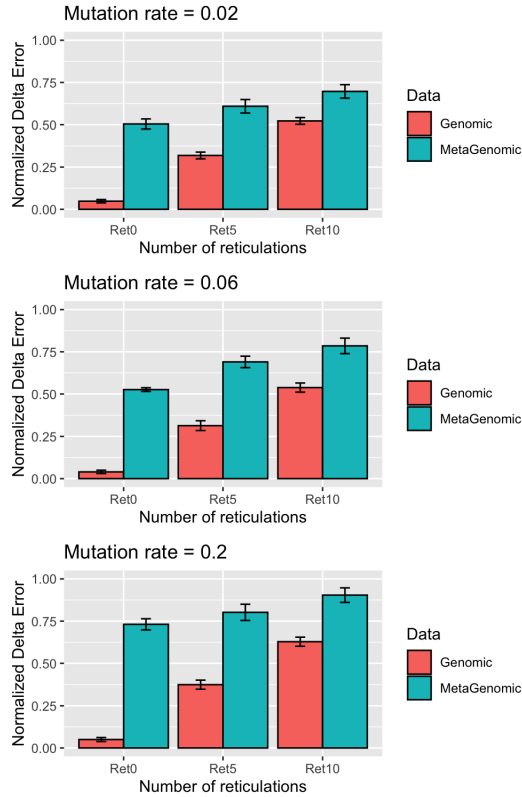 Mutation rate = 0.02
Normalized Delta Error
1.00
0.75
0.50
0.25
0.00
Ret0 Ret5 Ret10
Number of reticulations
Data
Genomic
MetaGenomic
Mutation rate = 0.06
Normalized Delta Error
1.00
0.75
0.50
0.25
0.00
Ret0 Ret5 Ret10
Number of reticulations
Data
Genomic
MetaGenomic
Mutation rate = 0.2
Normalized Delta Error
1.00
0.75
0.50
0.25
0.00
Ret0 Ret5 Ret10
Number of reticulations
Data
Genomic
MetaGenomic